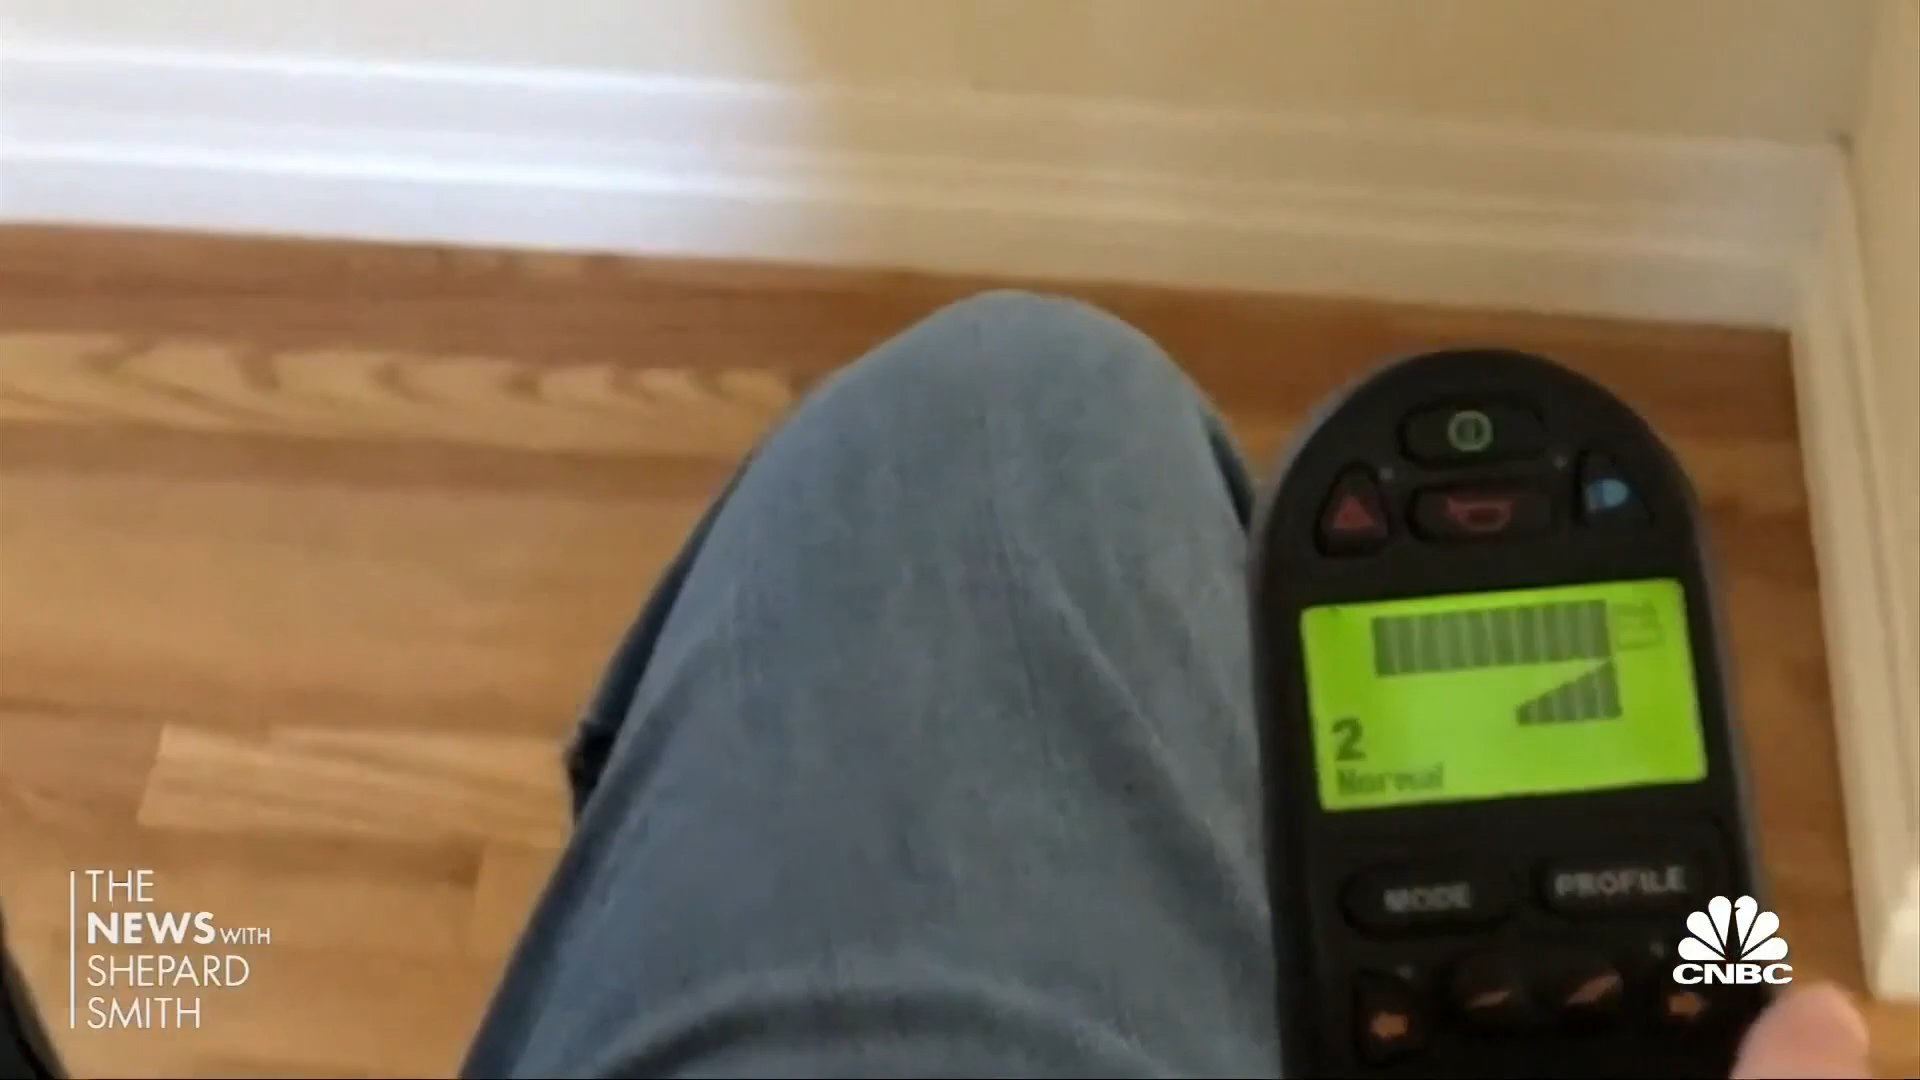 2
Normal
MODE
PROFILE
THE
NEWS WITH
SHEPARD
SMITH
CNBC